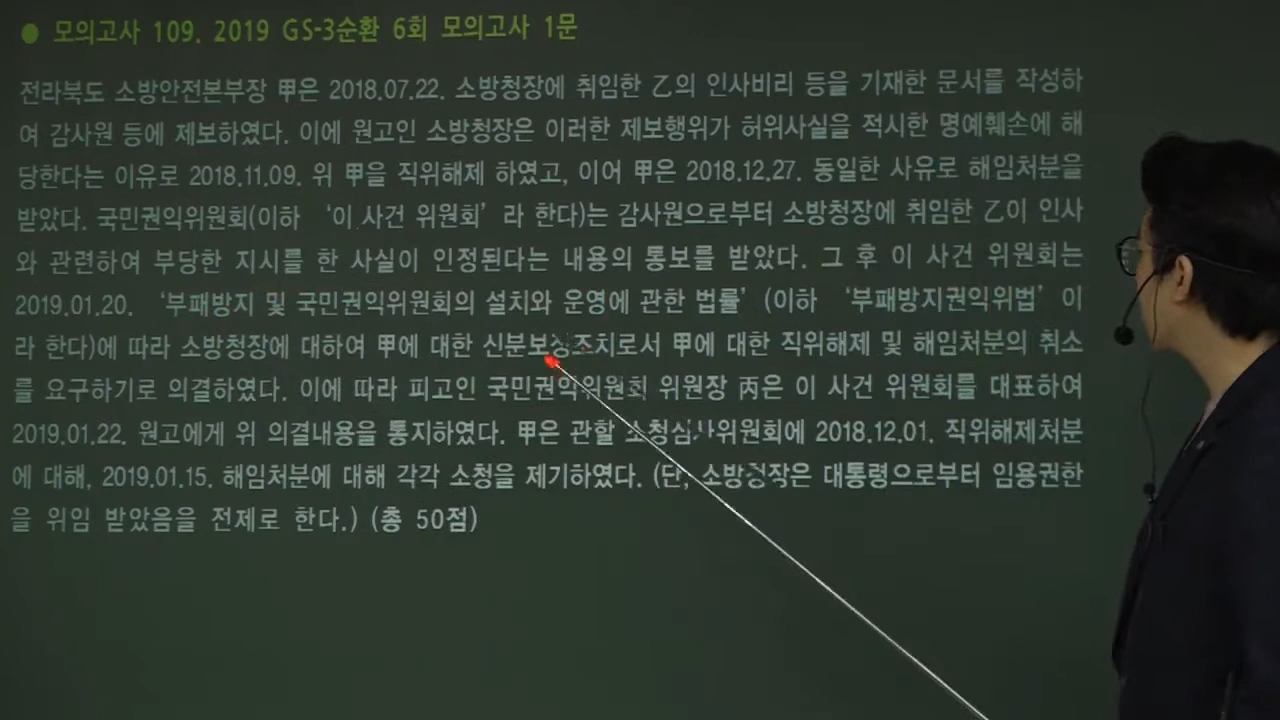 ● 모의고사 109. 2019 GS-3순환 6회 모의고사 1문
전라북도 소방안전본부장 甲은 2018.07.22. 소방청장에 취임한 乙의 인사비리 등을 기재한 문서를 작성하
여 감사원 등에 제보하였다. 이에 원고인 소방청장은 이러한 제보행위가 허위사실을 적시한 명예훼손에 해
당한다는 이유로 2018.11.09. 위 甲을 직위해제 하였고, 이어 甲은 2018.12.27. 동일한 사유로 해임처분을
받았다. 국민권익위원회(이하 ‘이 사건 위원회’라 한다)는 감사원으로부터 소방청장에 취임한 乙이 인사
와 관련하여 부당한 지시를 한 사실이 인정된다는 내용의 통보를 받았다. 그 후 이 사건 위원회는
2019.01.20. ‘부패방지 및 국민권익위원회의 설치와 운영에 관한 법률’(이하 ‘부패방지권익위법’이
라 한다)에 따라 소방청장에 대하여 甲에 대한 신분보장조치로서 甲에 대한 직위해제 및 해임처분의 취소
를 요구하기로 의결하였다. 이에 따라 피고인 국민권익위원회 위원장 丙은 이 사건 위원회를 대표하여
2019.01.22. 원고에게 위 의결내용을 통지하였다. 甲은 관할 소청심사위원회에 2018.12.01. 직위해제처분
에 대해, 2019.01.15. 해임처분에 대해 각각 소청을 제기하였다. (단, 소방청장은 대통령으로부터 임용권한
을 위임 받았음을 전제로 한다.) (총 50점)